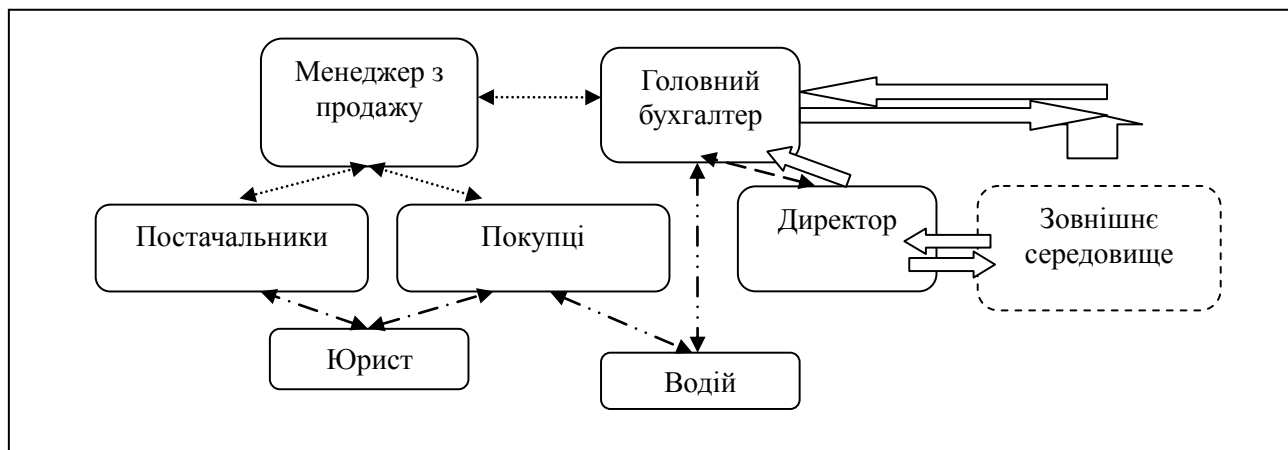 Менеджер з
продажу
Головний
бухгалтер
Постачальники
Покупці
Директор
Зовнішнє
середовище
Юрист
Водій